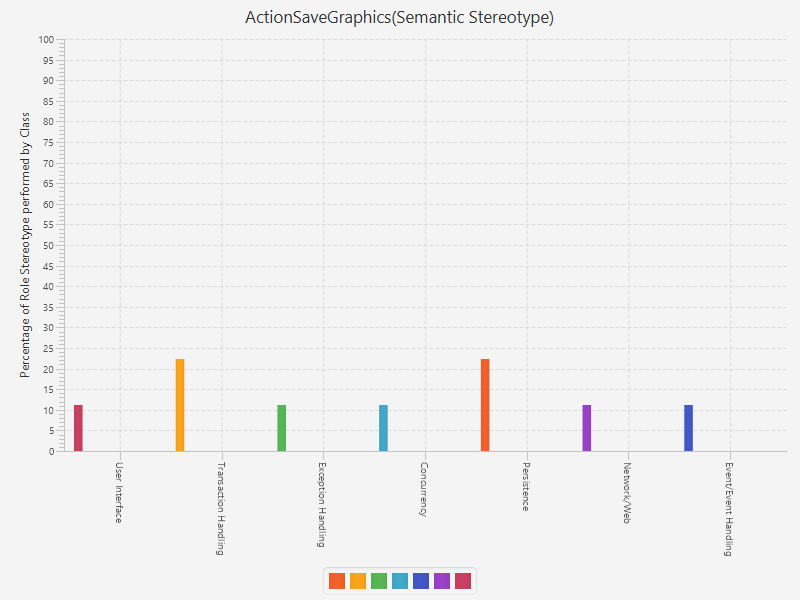 ActionSaveGraphics(Semantic Stereotype)
Percentage of Role Stereotype performed by Class
100
95
90
85
80
75
70
65
60
55
50
45
40
35
30
25
20
15
10
5
0
User Interface
Transaction Handling
Exception Handling
Concurrency
Persistence
Network/Web
Event/Event Handling